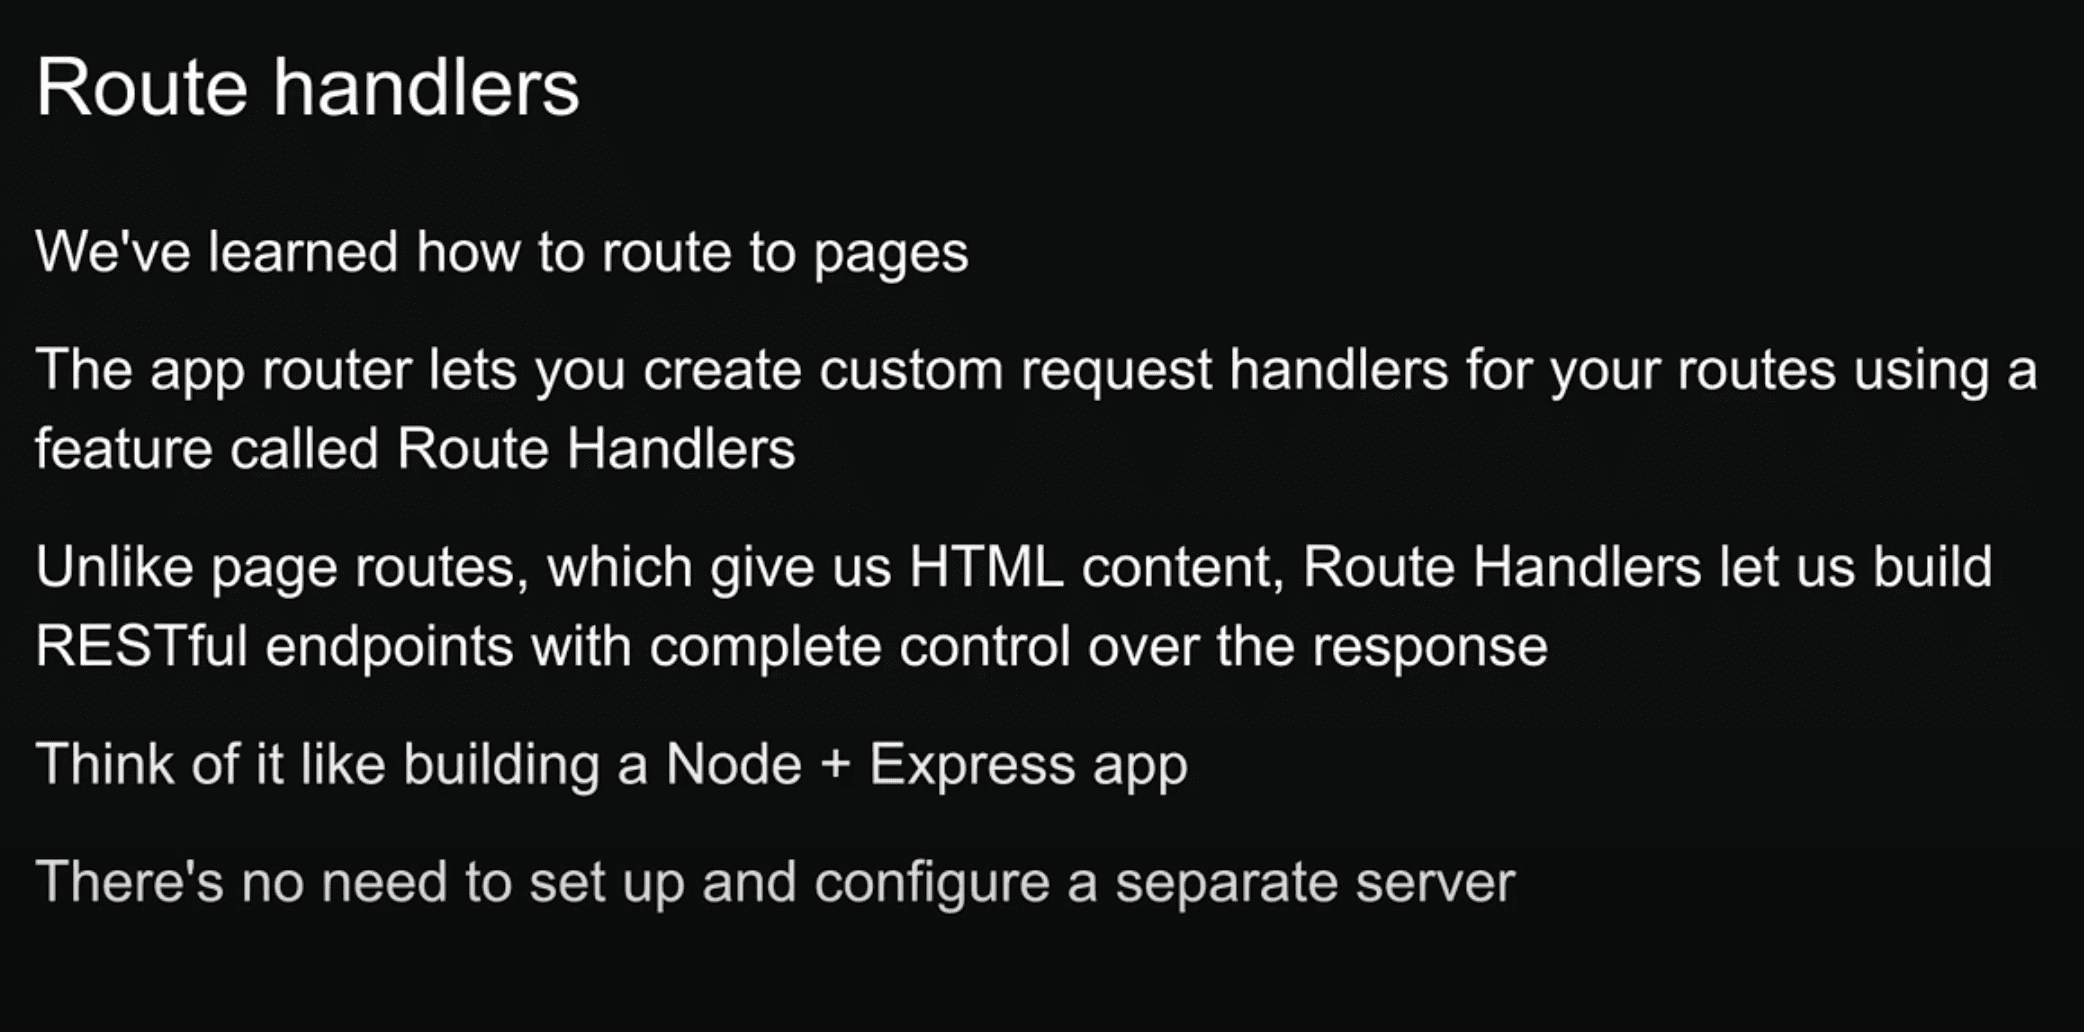 Route handlers
We've learned how to route to pages
The app router lets you create custom request handlers for your routes using a
feature called Route Handlers
Unlike page routes, which give us HTML content, Route Handlers let us build
RESTful endpoints with complete control over the response
Think of it like building a Node + Express app
There's no need to set up and configure a separate server